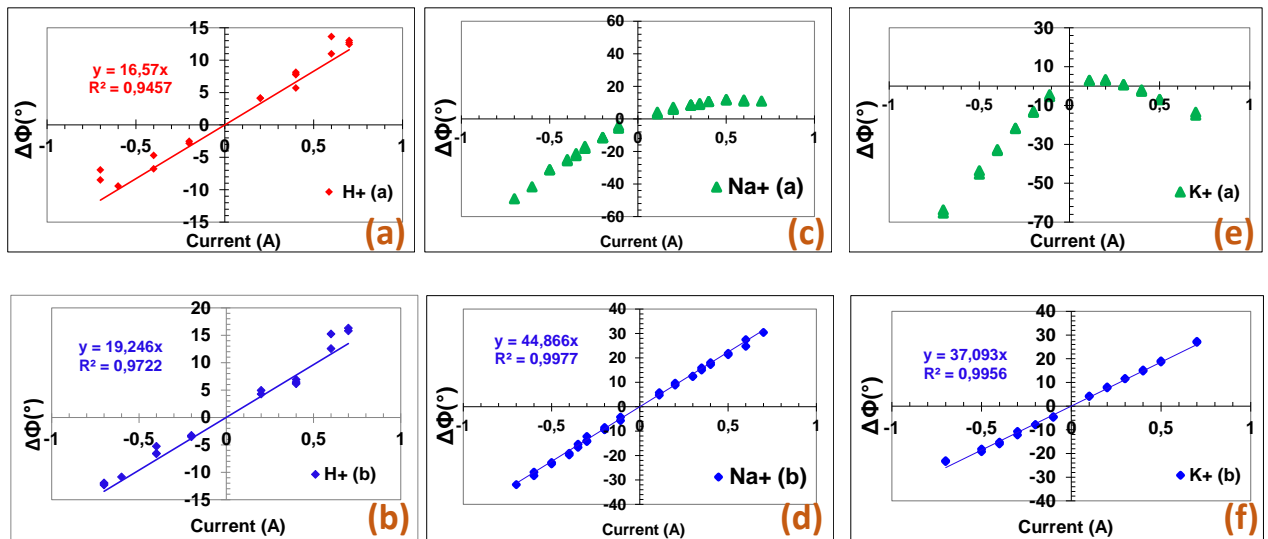 15
10
5
0
-5
-10
-15
-1
-0,5
0
0,5
1
ΔΦ(°)
Current (A)
y = 16,57x
R² = 0,9457
H+ (a)
(a)
60
40
20
0
-20
-40
-60
-1
-0,5
0
0,5
1
ΔΦ(°)
Current (A)
Na+ (a)
(c)
30
-10
-30
-50
-70
-1
-0,5
0
0,5
1
ΔΦ(°)
Current (A)
K+ (a)
(e)
20
15
10
5
0
-5
-10
-15
-1
-0,5
0
0,5
1
ΔΦ(°)
Current (A)
y = 19,246x
R² = 0,9722
H+ (b)
(b)
40
30
20
10
0
-10
-20
-30
-40
-1
-0,5
0
0,5
1
ΔΦ(°)
Current (A)
y = 44,866x
R² = 0,9977
Na+ (b)
(d)
40
30
20
10
0
-10
-20
-30
-40
-1
-0,5
0
0,5
1
ΔΦ(°)
Current (A)
y = 37,093x
R² = 0,9956
K+ (b)
(f)